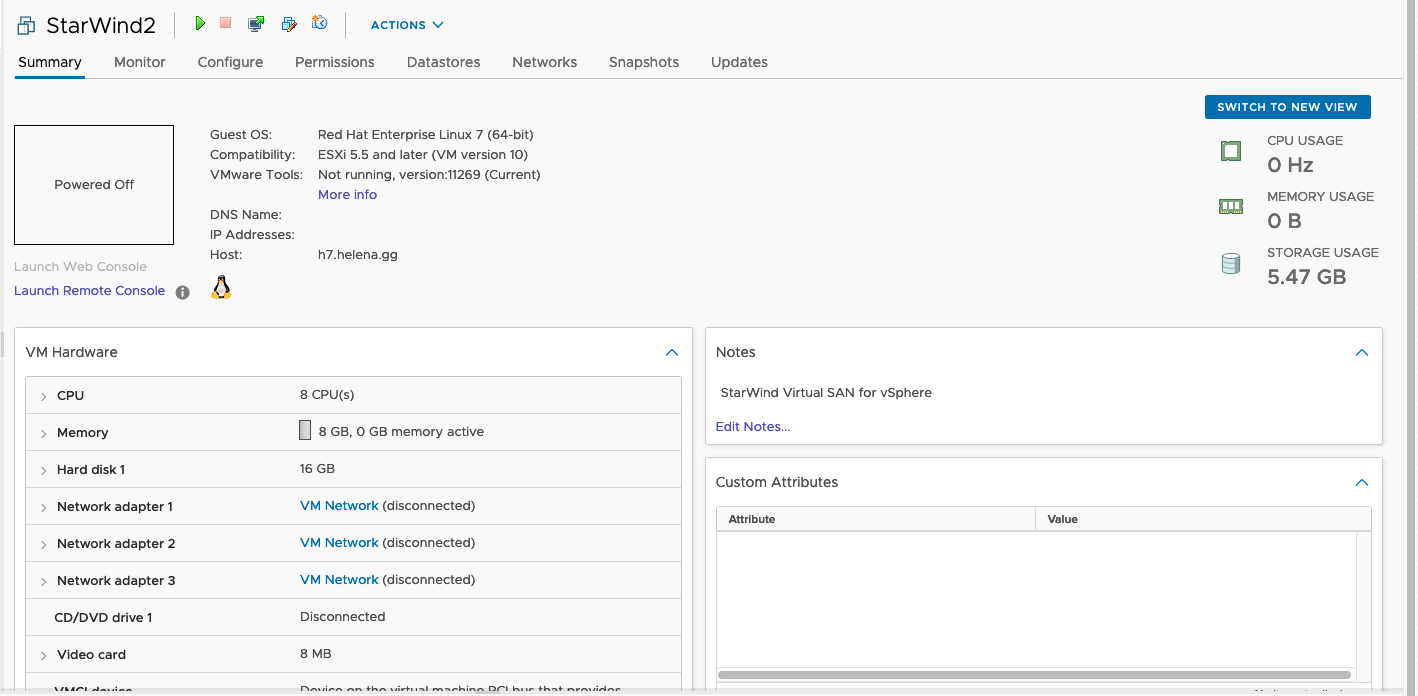 StarWind2
ACTIONS
Summary Monitor Configure Permissions Datastores Networks Snapshots Updates
SWITCH TO NEW VIEW
Powered Off
Guest OS: Red Hat Enterprise Linux 7 (64-bit)
Compatibility: ESXi 5.5 and later (VM version 10)
VMware Tools: Not running, version:11269 (Current)
More info
DNS Name:
IP Addresses:
Host: h7.helena.gg
Launch Web Console
Launch Remote Console
CPU USAGE
0 Hz
MEMORY USAGE
0 B
STORAGE USAGE
5.47 GB
VM Hardware
CPU 8 CPU(s)
Memory 8 GB, 0 GB memory active
Hard disk 1 16 GB
Network adapter 1 VM Network (disconnected)
Network adapter 2 VM Network (disconnected)
Network adapter 3 VM Network (disconnected)
CD/DVD drive 1 Disconnected
Video card 8 MB
VMCI device Device on the virtual machine PCI bus that provides
Notes
StarWind Virtual SAN for vSphere
Edit Notes...
Custom Attributes
Attribute Value